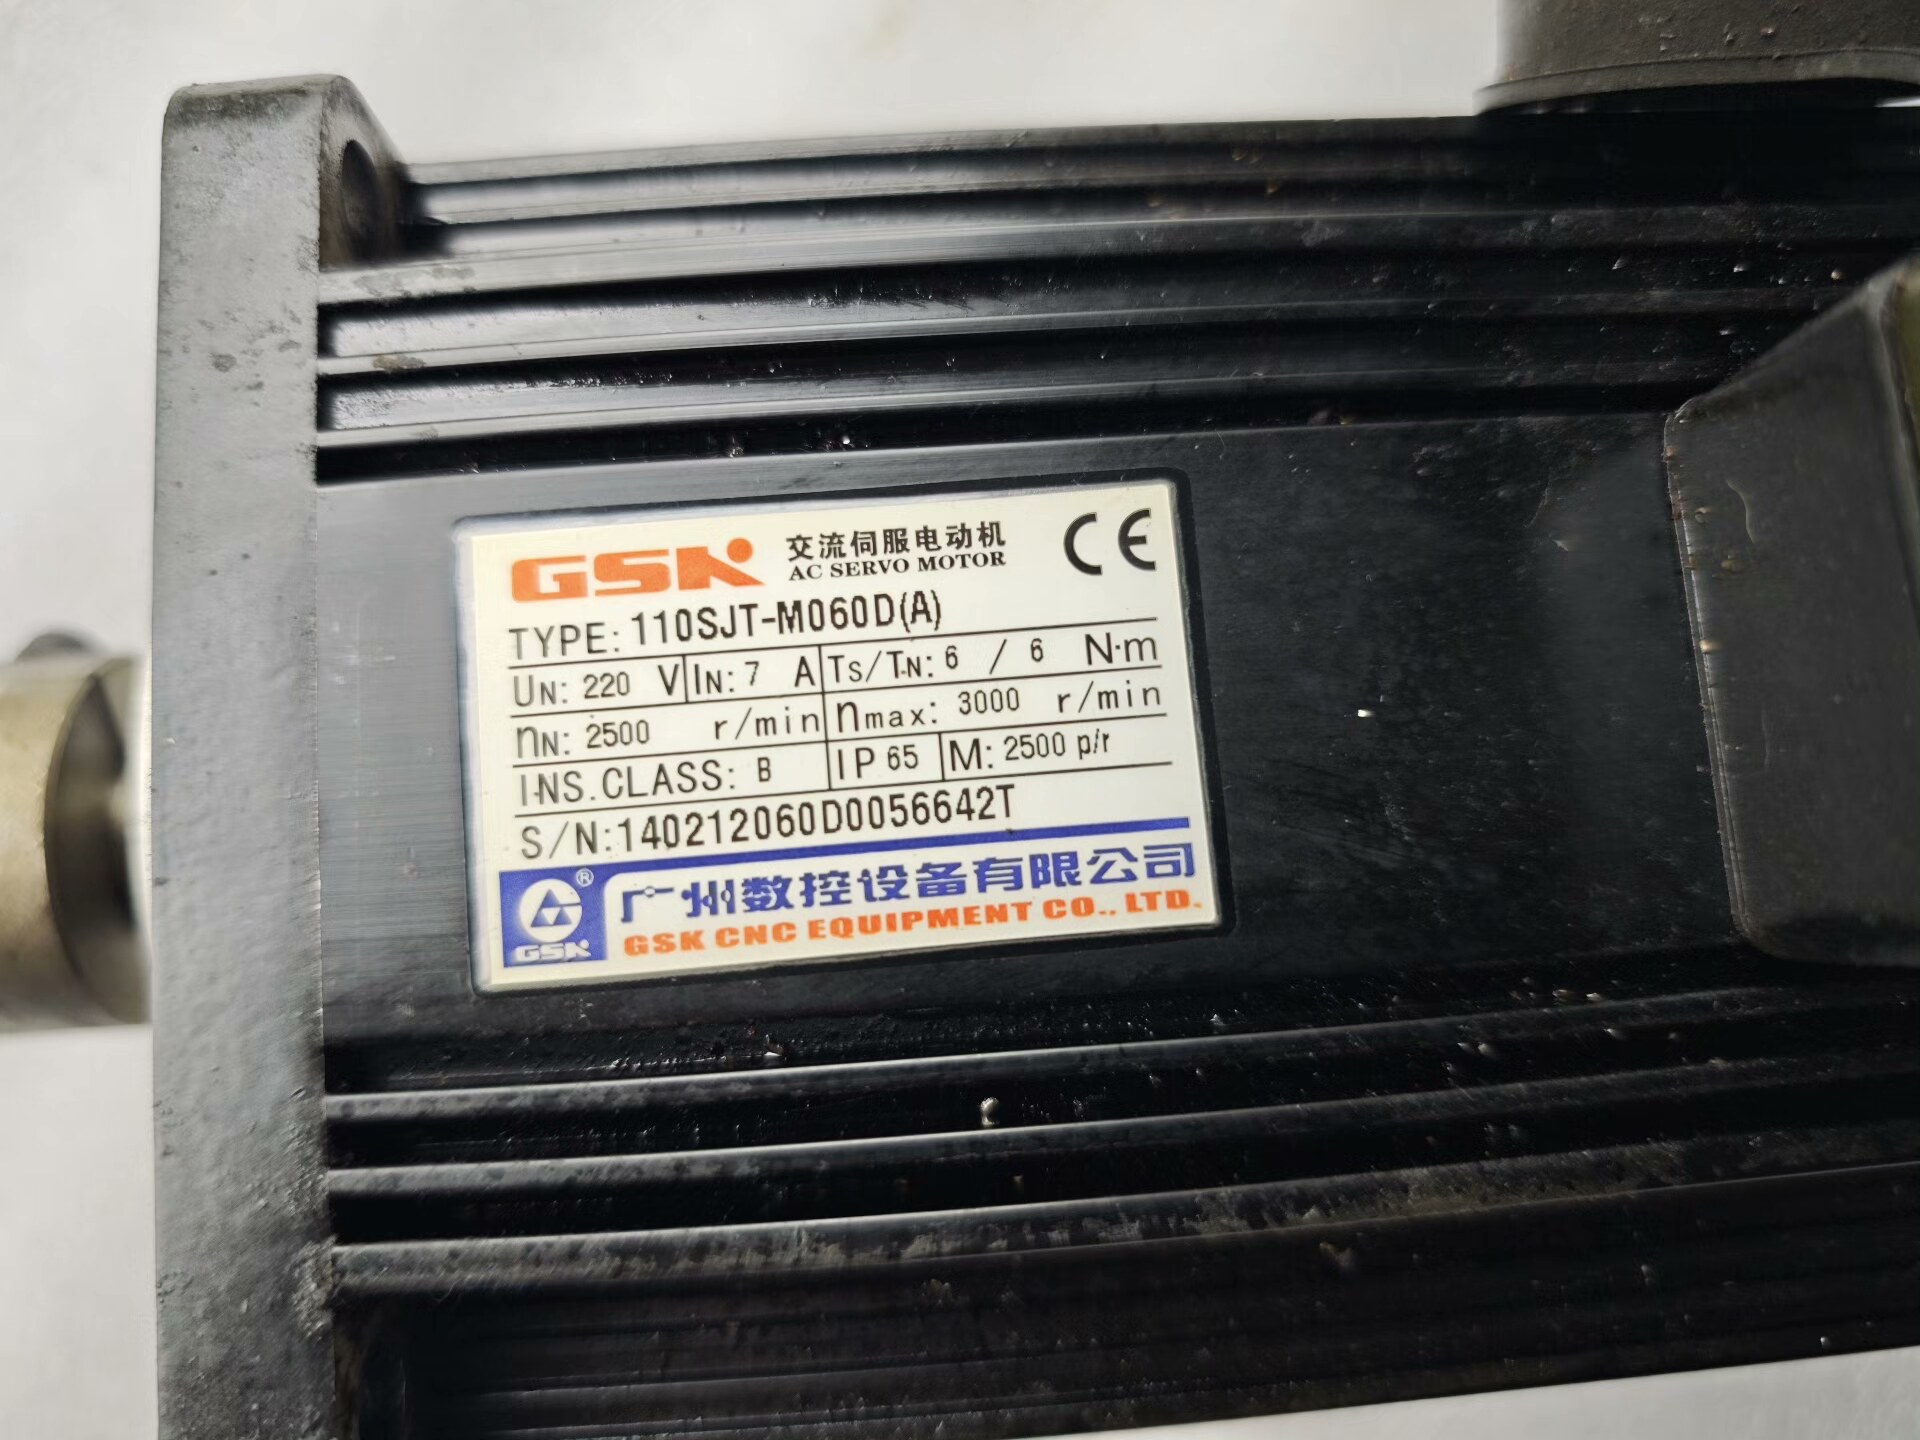 GSK 交流伺服电动机 CE
AC SERVO MOTOR
TYPE: 110SJT-M060D(A)
UN: 220 V IN: 7 A TS/TN: 6 / 6 N·m
nN: 2500 r/min nmax: 3000 r/min
INS.CLASS: B IP 65 M: 2500 p/r
S/N:140212060D0056642T
GSK ® 广州数控设备有限公司
GSK CNC EQUIPMENT CO., LTD.